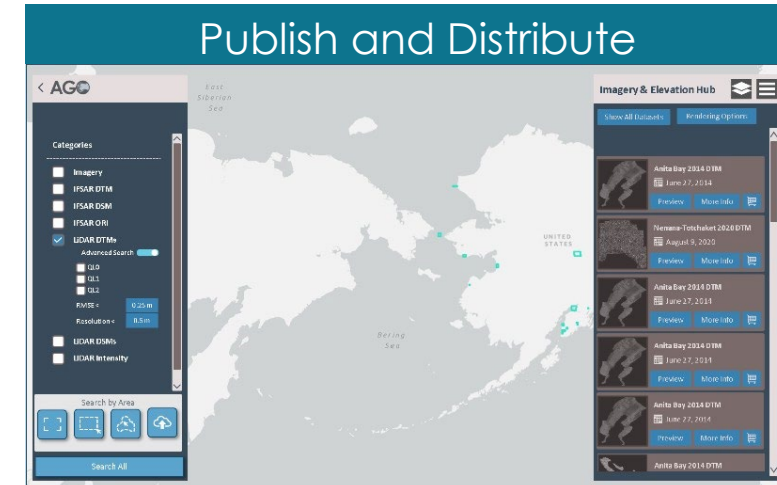 Publish and Distribute
< AGO
Categories
Imagery
IFSAR DTM
IFSAR DSM
IFSAR ORI
LiDAR DTMs
Advanced Search
QL0
QL1
QL2
RMSE < 0.25 m
Resolution < 0.5 m
LiDAR DSMs
LiDAR Intensity
Search by Area
Search All
East
Siberian
Sea
UNITED
STATES
Bering
Sea
Imagery & Elevation Hub
Show All Datasets Rendering Options
Anita Bay 2014 DTM
June 27, 2014
Preview More Info
Nenana-Totchaket 2020 DTM
August 9, 2020
Preview More Info
Anita Bay 2014 DTM
June 27, 2014
Preview More Info
Anita Bay 2014 DTM
June 27, 2014
Preview More Info
Anita Bay 2014 DTM
June 27, 2014
Preview More Info
Anita Bay 2014 DTM